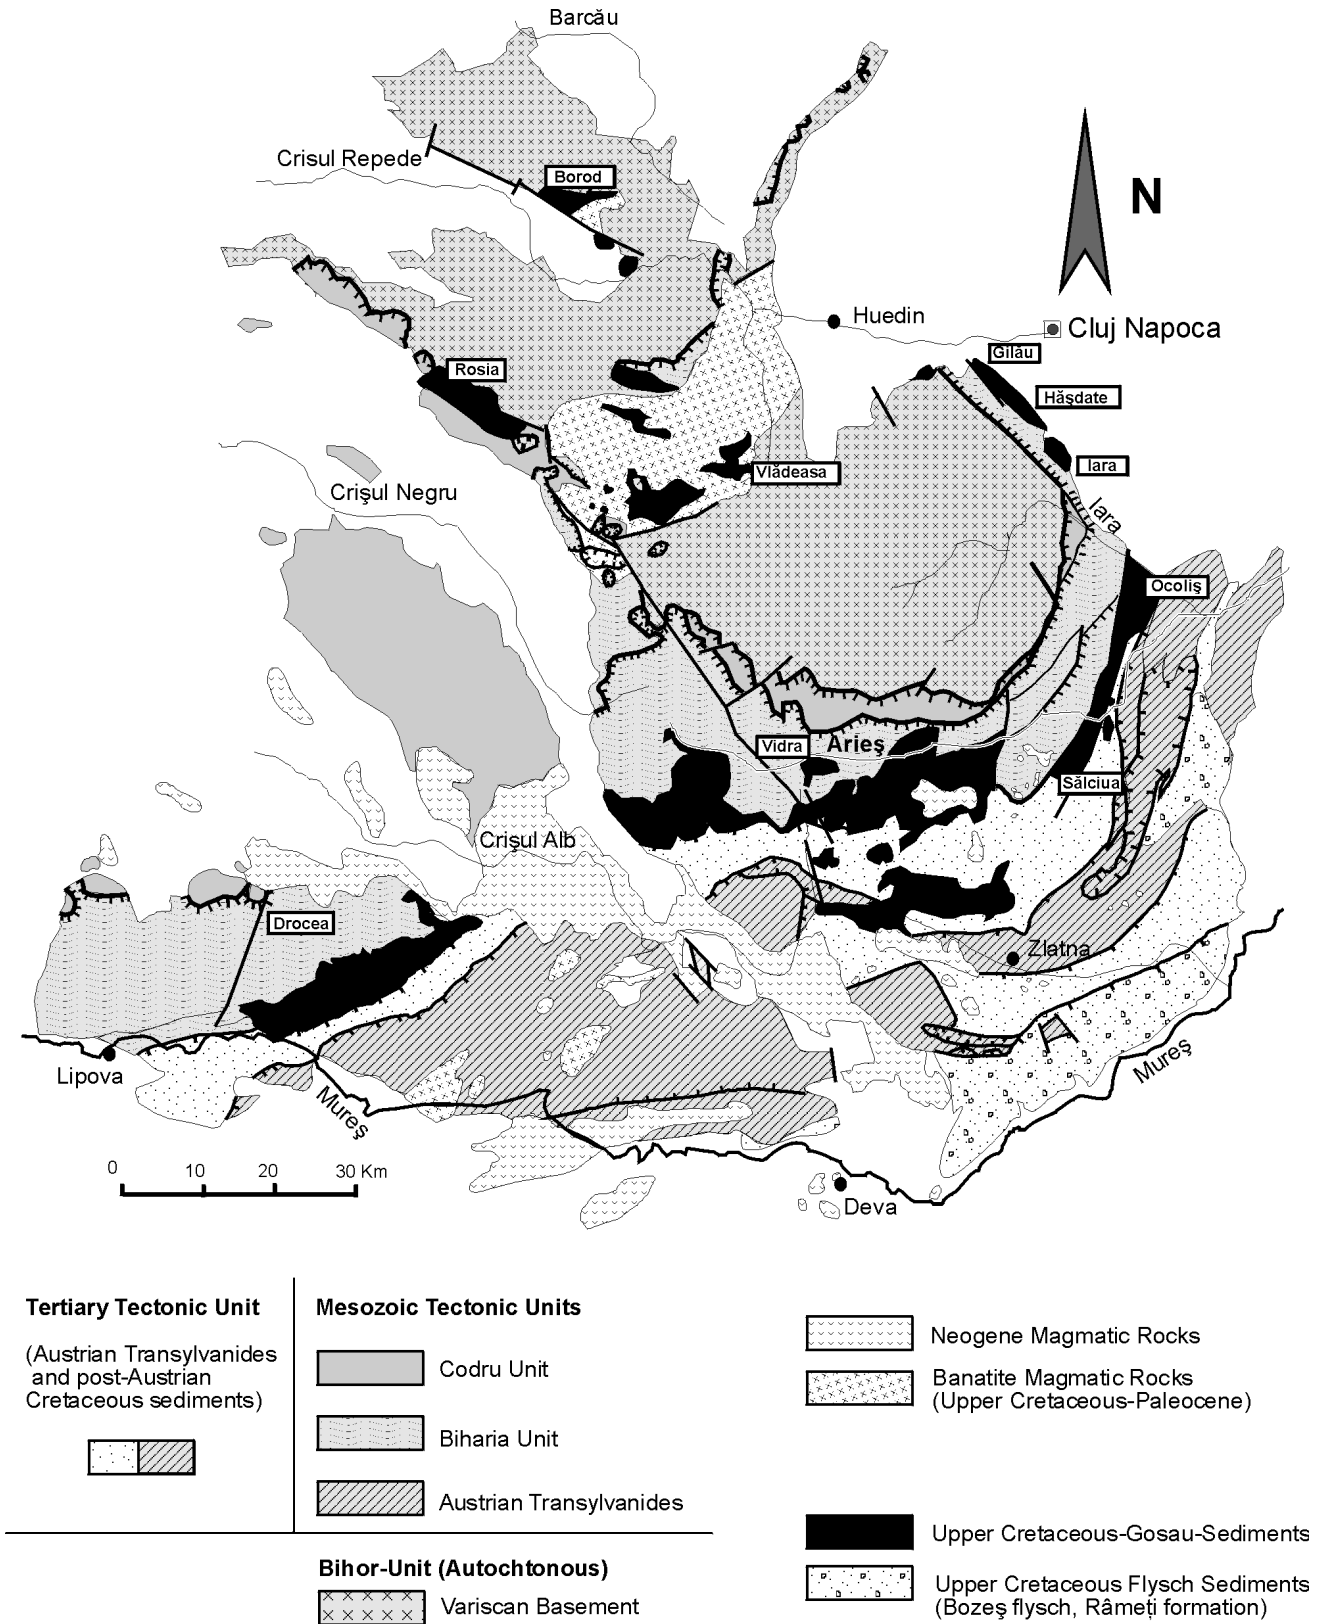 Barcău
Crisul Repede
Borod
N
Huedin
Cluj Napoca
Gilău
Rosia
Hăşdate
Iara
Vlădeasa
Crişul Negru
Iara
Ocoliş
Vidra
Arieş
Sălciua
Crişul Alb
Drocea
Zlatna
Lipova
Mureş
Mureş
Deva
0 10 20 30 Km
Tertiary Tectonic Unit
(Austrian Transylvanides
and post-Austrian
Cretaceous sediments)
Mesozoic Tectonic Units
Codru Unit
Biharia Unit
Austrian Transylvanides
Bihor-Unit (Autochtonous)
Variscan Basement
Neogene Magmatic Rocks
Banatite Magmatic Rocks
(Upper Cretaceous-Paleocene)
Upper Cretaceous-Gosau-Sediments
Upper Cretaceous Flysch Sediments
(Bozeş flysch, Râmeţi formation)